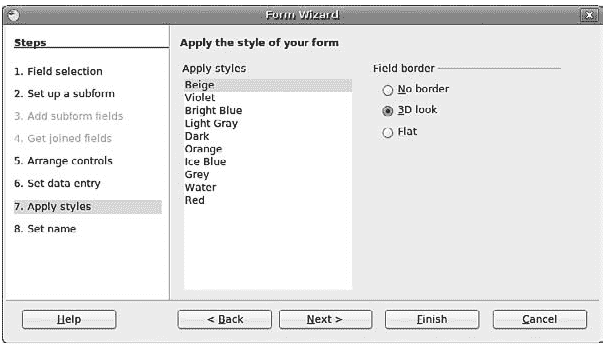 Form Wizard
Steps
1. Field selection
2. Set up a subform
3. Add subform fields
4. Get joined fields
5. Arrange controls
6. Set data entry
7. Apply styles
8. Set name
Apply the style of your form
Apply styles
Beige
Violet
Bright Blue
Light Gray
Dark
Orange
Ice Blue
Grey
Water
Red
Field border
No border
3D look
Flat
Help
< Back
Next >
Finish
Cancel